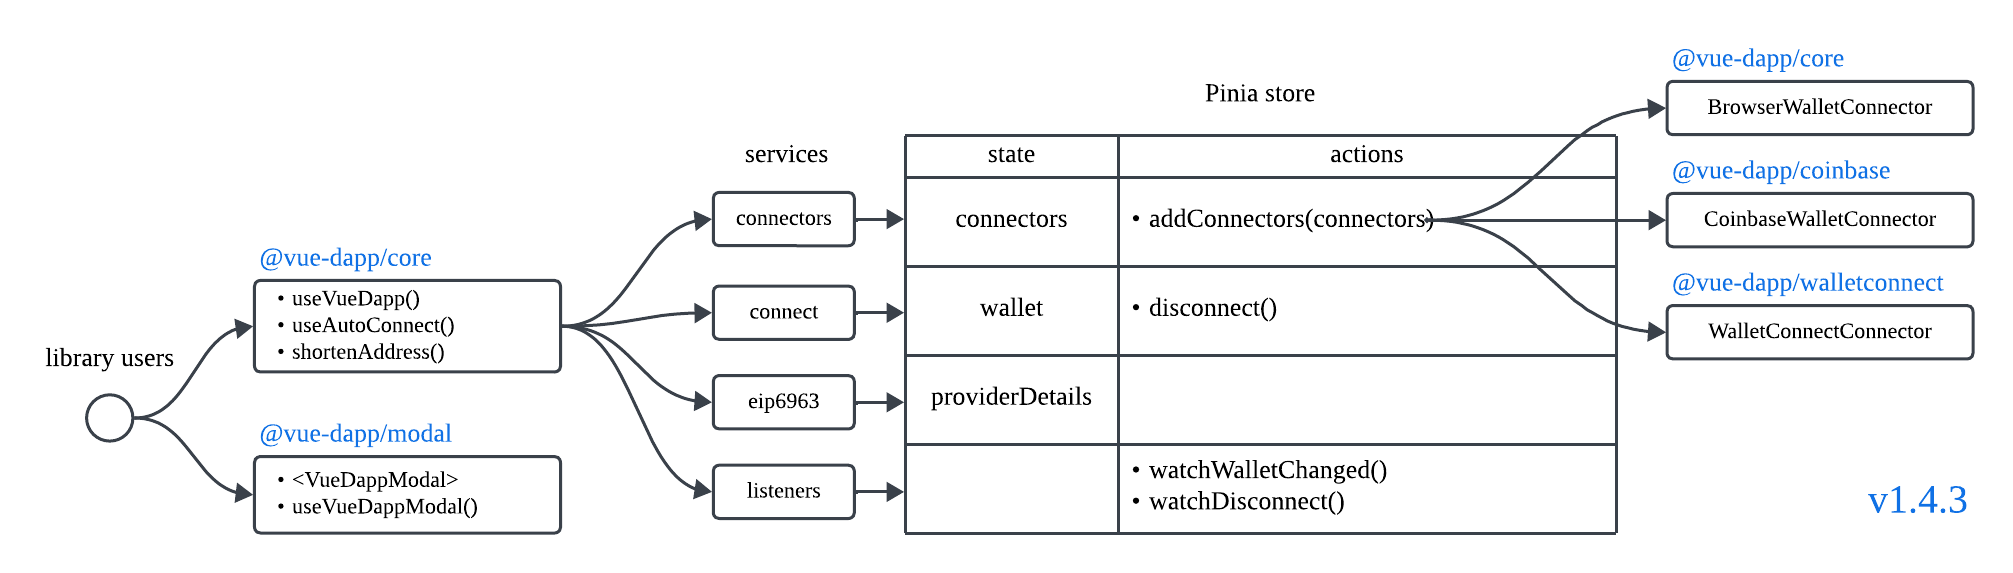 library users
@vue-dapp/core
• useVueDapp()
• useAutoConnect()
• shortenAddress()
@vue-dapp/modal
• <VueDappModal>
• useVueDappModal()
services
connectors
connect
eip6963
listeners
Pinia store
state
actions
connectors
• addConnectors(connectors)
wallet
• disconnect()
providerDetails
• watchWalletChanged()
• watchDisconnect()
@vue-dapp/core
BrowserWalletConnector
@vue-dapp/coinbase
CoinbaseWalletConnector
@vue-dapp/walletconnect
WalletConnectConnector
v1.4.3